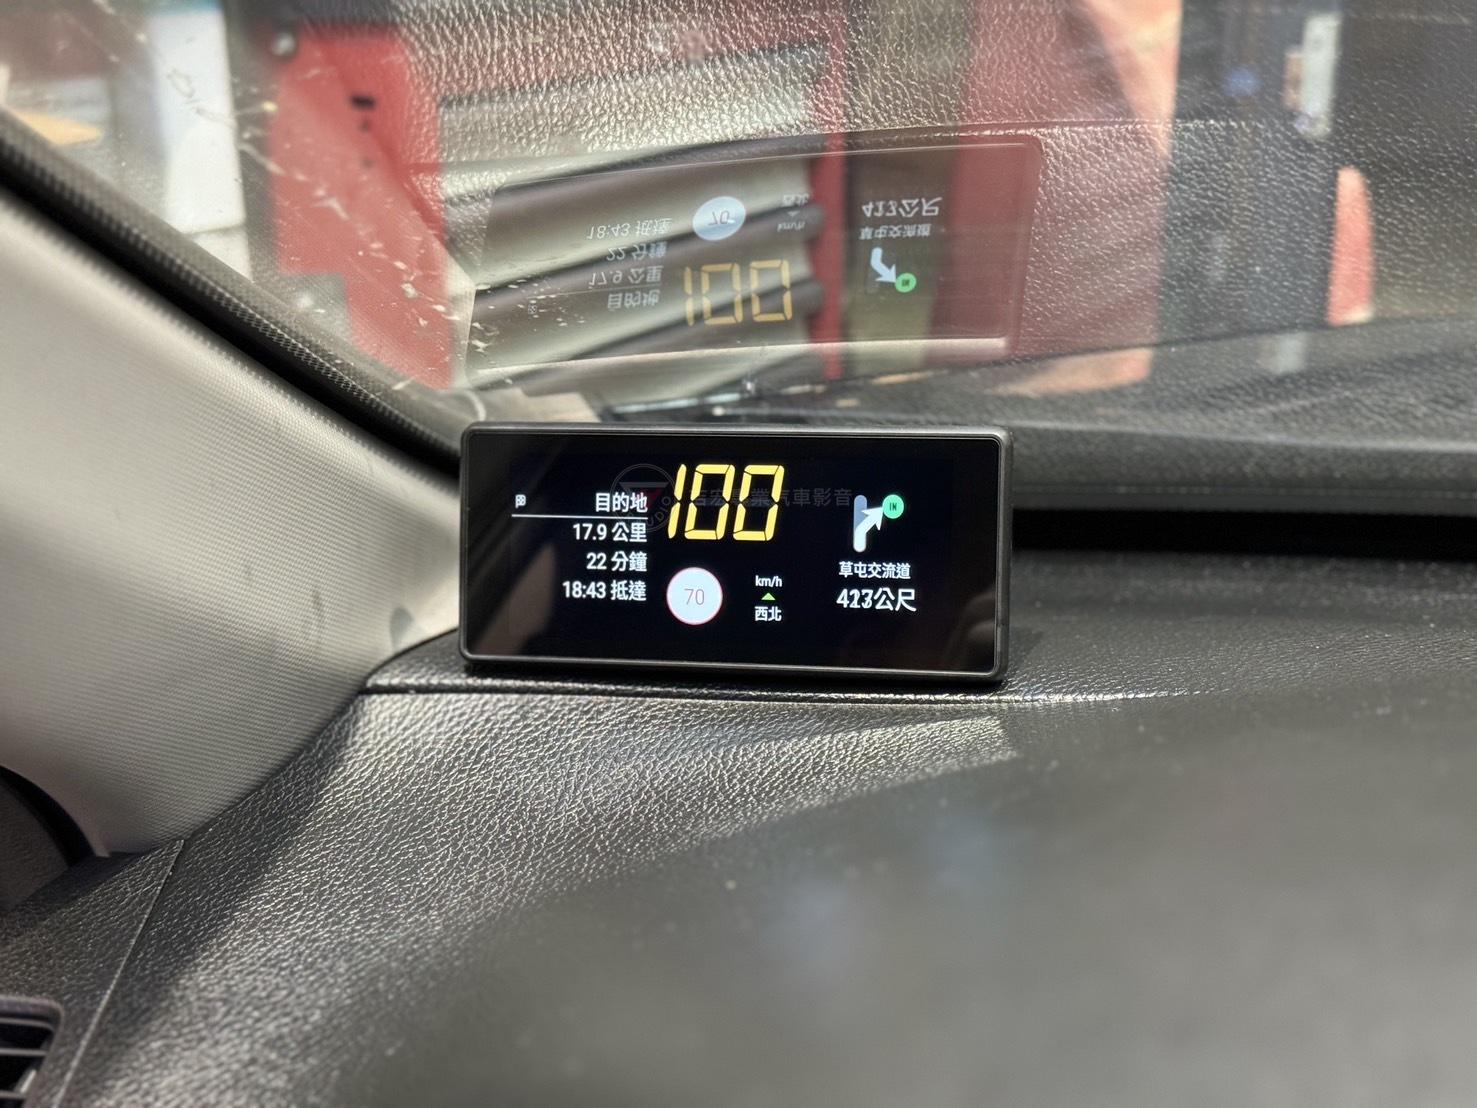 目的地
17.9 公里
22 分鐘
18:43 抵達
100
70
km/h
西北
IN
草屯交流道
423公尺